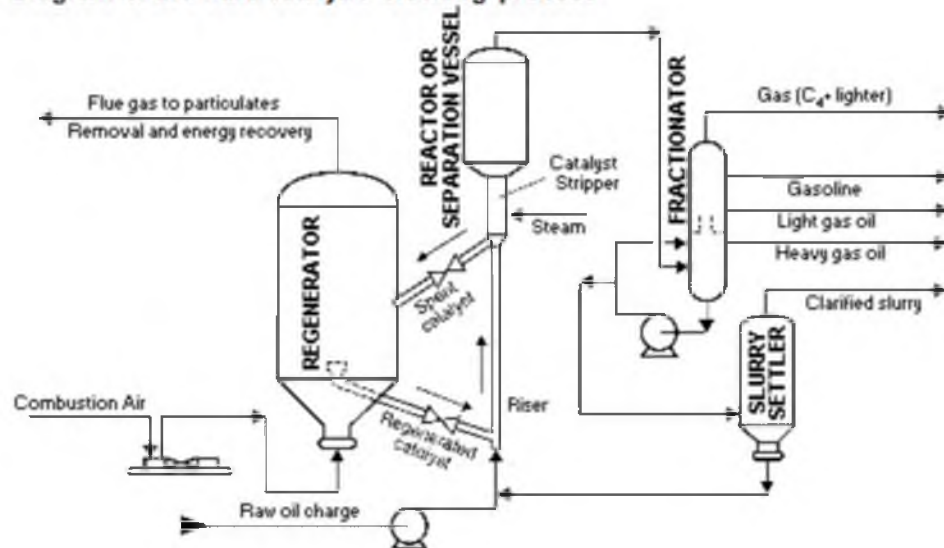 Flue gas to particulates
Removal and energy recovery
REACTOR OR
SEPARATION VESSEL
FRACTIONATOR
Gas (C₄+ lighter)
Catalyst
Stripper
Gasoline
Steam
Light gas oil
Heavy gas oil
REGENERATOR
Spent
catalyst
Clarified slurry
SLURRY
SETTLER
Combustion Air
Riser
Regenerated
catalyst
Raw oil charge